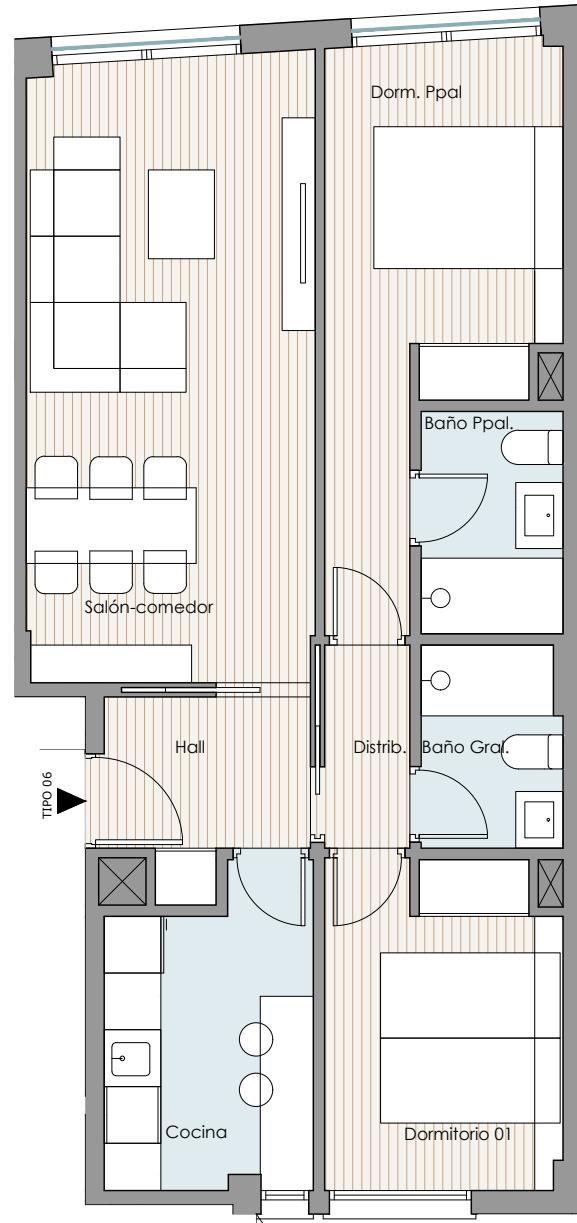 Dorm. Ppal
Baño Ppal.
Salón-comedor
Hall
Distrib.
Baño Gral.
TIPO 06
Cocina
Dormitorio 01